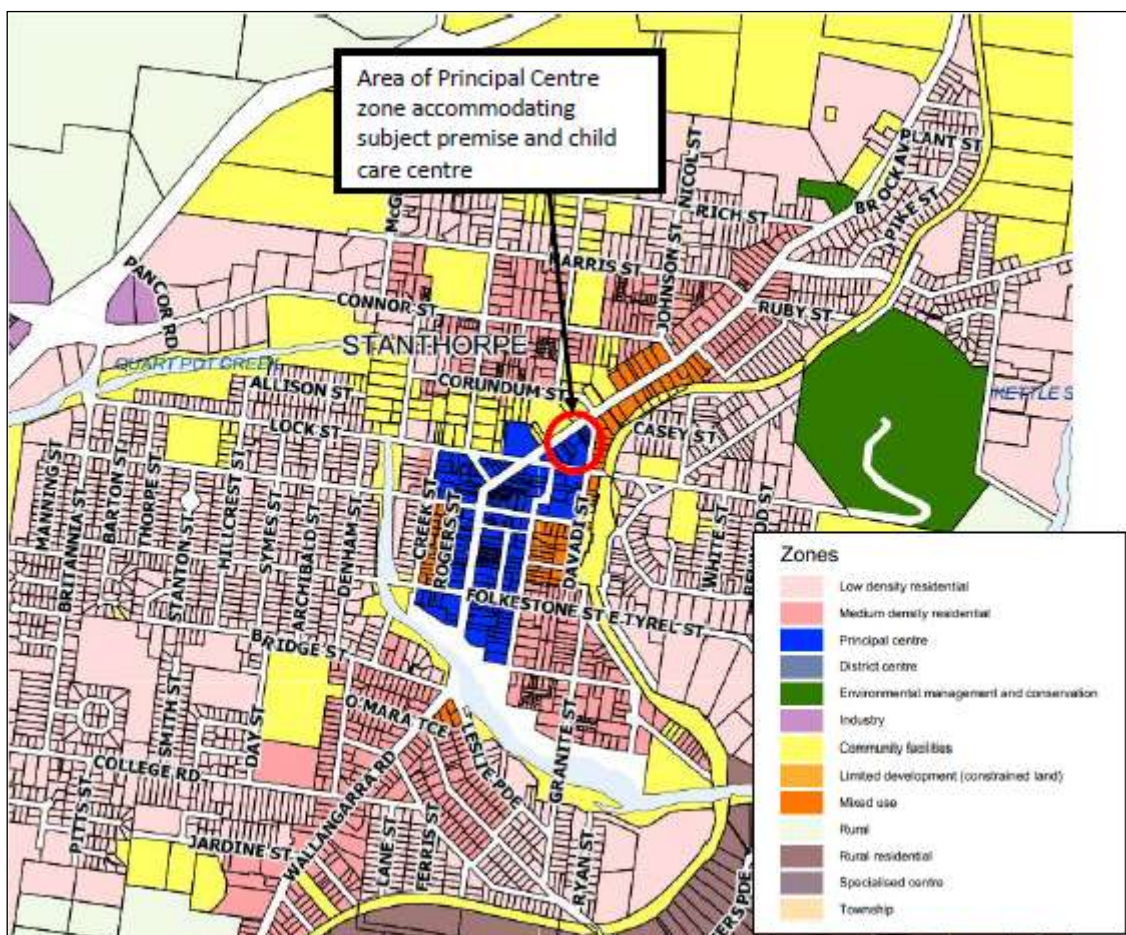 Area of Principal Centre
zone accommodating
subject premise and child
care centre
NICOL ST
PLANT ST
BROCK AV
PIKE ST
RICH ST
HARRIS ST
JOHNSON ST
PANCOR RD
CONNOR ST
RUBY ST
STANTHORPE
QUART POT CREEK
CORUNDUM ST
ALLISON ST
KETTLE S
LOCK ST
CASEY ST
MANNING ST
BRITANNIA ST
BARTON ST
THORPE ST
STANTON ST
HILLCREST ST
SYMES ST
ARCHIBALD ST
DENHAM ST
CREEK ST
ROGERS ST
DAVADI ST
WHITE ST
FOLKESTONE ST
E TYREL ST
BRIDGE ST
O'MARA TCE
LESLIE PDE
SMITH ST
DAY ST
COLLEGE RD
GRANITE ST
PITTS ST
WALLANGARRA RD
JARDINE ST
LANE ST
FERRIS ST
RYAN ST
Zones
Low density residential
Medium density residential
Principal centre
District centre
Environmental management and conservation
Industry
Community facilities
Limited development (constrained land)
Mixed use
Rural
Rural residential
Specialised centre
Township